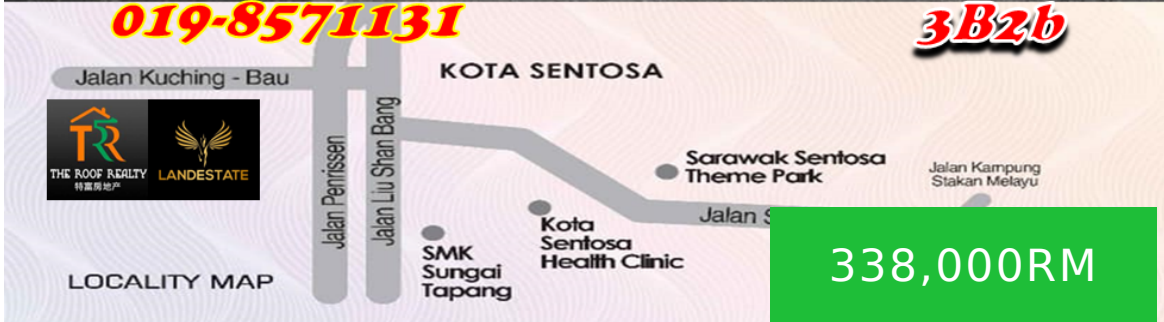 019-8571131
3B2b
Jalan Kuching - Bau
KOTA SENTOSA
THE ROOF REALTY
特富房地产
LANDESTATE
Jalan Penrissen
Jalan Liu Shan Bang
Sarawak Sentosa
Theme Park
Jalan Kampung
Stakan Melayu
Jalan S
Kota
Sentosa
Health Clinic
SMK
Sungai
Tapang
LOCALITY MAP
338,000RM